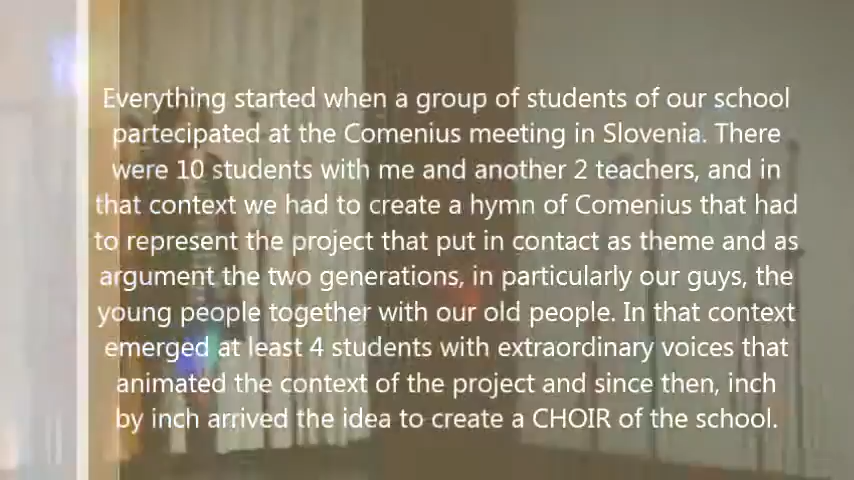 Everything started when a group of students of our school
partecipated at the Comenius meeting in Slovenia. There
were 10 students with me and another 2 teachers, and in
that context we had to create a hymn of Comenius that had
to represent the project that put in contact as theme and as
argument the two generations, in particularly our guys, the
young people together with our old people. In that context
emerged at least 4 students with extraordinary voices that
animated the context of the project and since then, inch
by inch arrived the idea to create a CHOIR of the school.